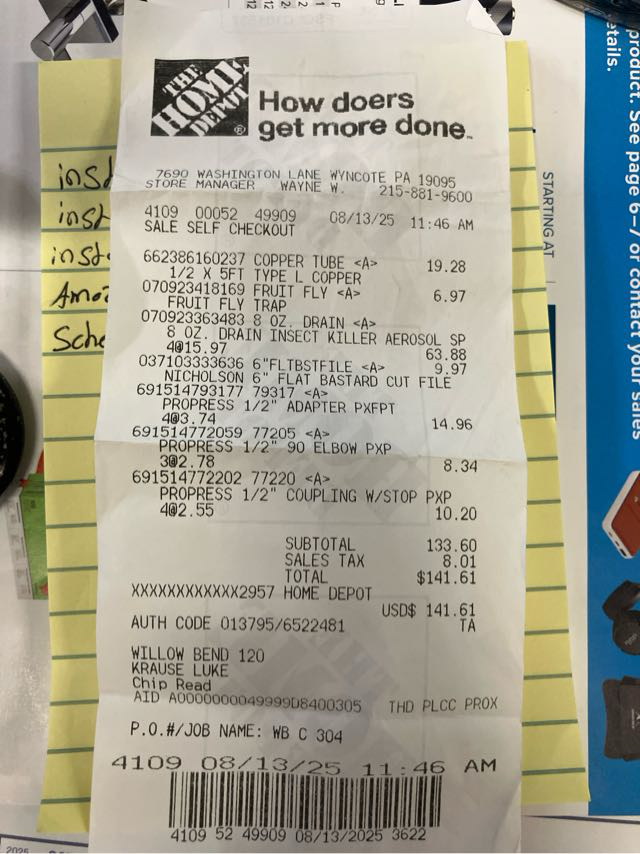 THE
HOME
DEPOT
How doers
get more done.
7690 WASHINGTON LANE WYNCOTE PA 19095
STORE MANAGER WAYNE W. 215-881-9600
4109 00052 49909 08/13/25 11:46 AM
SALE SELF CHECKOUT
662386160237 COPPER TUBE <A> 19.28
1/2 X 5FT TYPE L COPPER
070923418169 FRUIT FLY <A> 6.97
FRUIT FLY TRAP
070923363483 8 OZ. DRAIN <A>
8 OZ. DRAIN INSECT KILLER AEROSOL SP
4@15.97 63.88
037103333636 6"FLTBSTFILE <A> 9.97
NICHOLSON 6" FLAT BASTARD CUT FILE
691514793177 79317 <A>
PROPRESS 1/2" ADAPTER PXFPT
4@3.74 14.96
691514772059 77205 <A>
PROPRESS 1/2" 90 ELBOW PXP
3@2.78 8.34
691514772202 77220 <A>
PROPRESS 1/2" COUPLING W/STOP PXP
4@2.55 10.20
SUBTOTAL 133.60
SALES TAX 8.01
TOTAL $141.61
XXXXXXXXXXXX2957 HOME DEPOT
USD$ 141.61
AUTH CODE 013795/6522481 TA
WILLOW BEND 120
KRAUSE LUKE
Chip Read
AID A0000000049999D8400305 THD PLCC PROX
P.O.#/JOB NAME: WB C 304
4109 08/13/25 11:46 AM
4109 52 49909 08/13/2025 3622
STARTING AT
product. See page 6–7 or contact your sales
etails.
2025